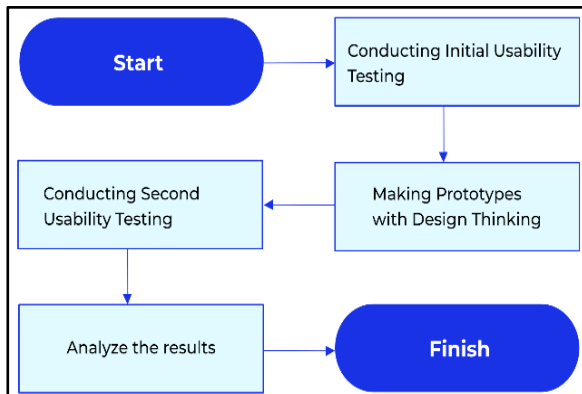 Start
Conducting Initial Usability
Testing
Making Prototypes
with Design Thinking
Conducting Second
Usability Testing
Analyze the results
Finish